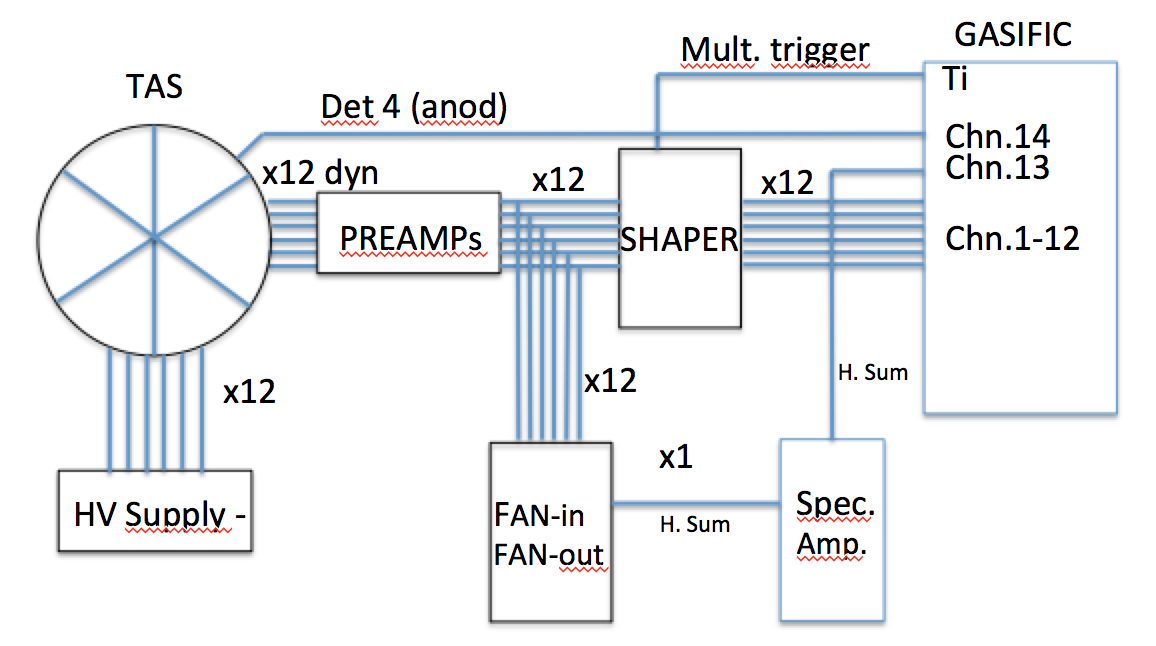 GASIFIC
Mult. trigger
Ti
TAS
Det 4 (anod)
Chn.14
Chn.13
x12 dyn
x12
x12
PREAMPs
SHAPER
Chn.1-12
H. Sum
x12
x12
x1
HV Supply -
FAN-in
FAN-out
H. Sum
Spec.
Amp.